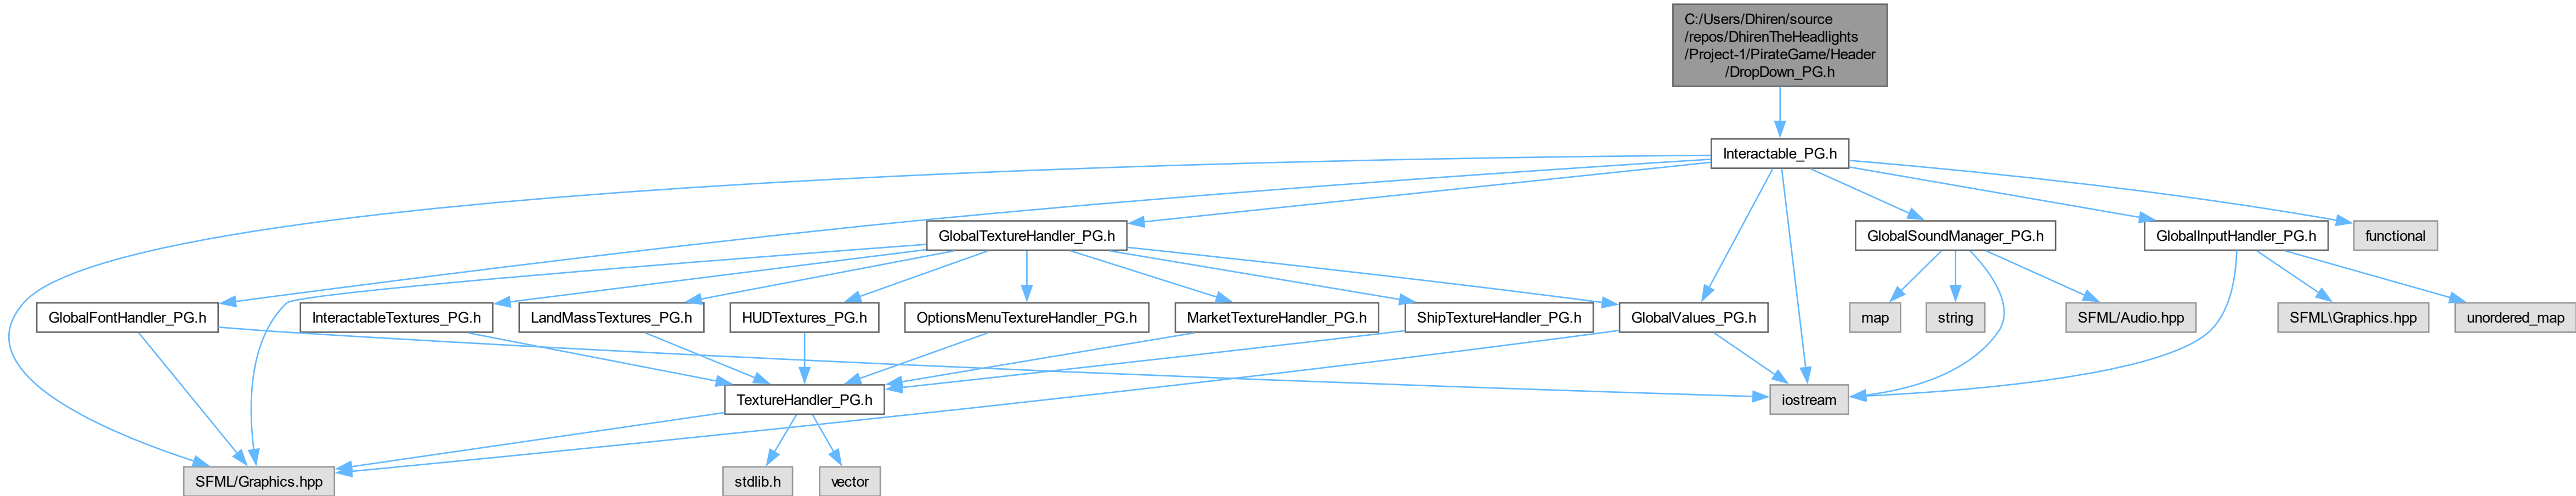 C:/Users/Dhiren/source
/repos/DhirenTheHeadlights
/Project-1/PirateGame/Header
/DropDown_PG.h
Interactable_PG.h
GlobalTextureHandler_PG.h
GlobalSoundManager_PG.h
GlobalInputHandler_PG.h
functional
GlobalFontHandler_PG.h
InteractableTextures_PG.h
LandMassTextures_PG.h
HUDTextures_PG.h
OptionsMenuTextureHandler_PG.h
MarketTextureHandler_PG.h
ShipTextureHandler_PG.h
GlobalValues_PG.h
map
string
SFML/Audio.hpp
SFML\Graphics.hpp
unordered_map
TextureHandler_PG.h
iostream
SFML/Graphics.hpp
stdlib.h
vector